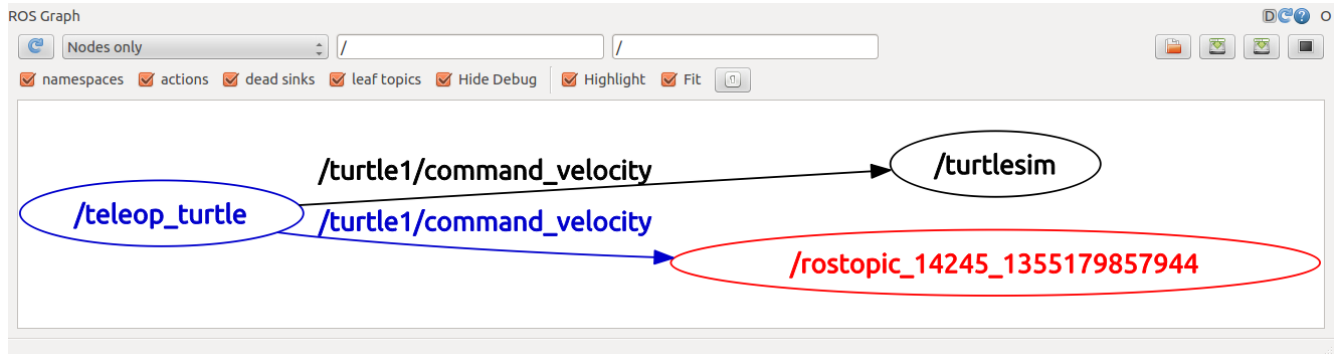 ROS Graph
D ? O
Nodes only / /
namespaces actions dead sinks leaf topics Hide Debug Highlight Fit
/turtle1/command_velocity
/turtlesim
/teleop_turtle
/turtle1/command_velocity
/rostopic_14245_1355179857944